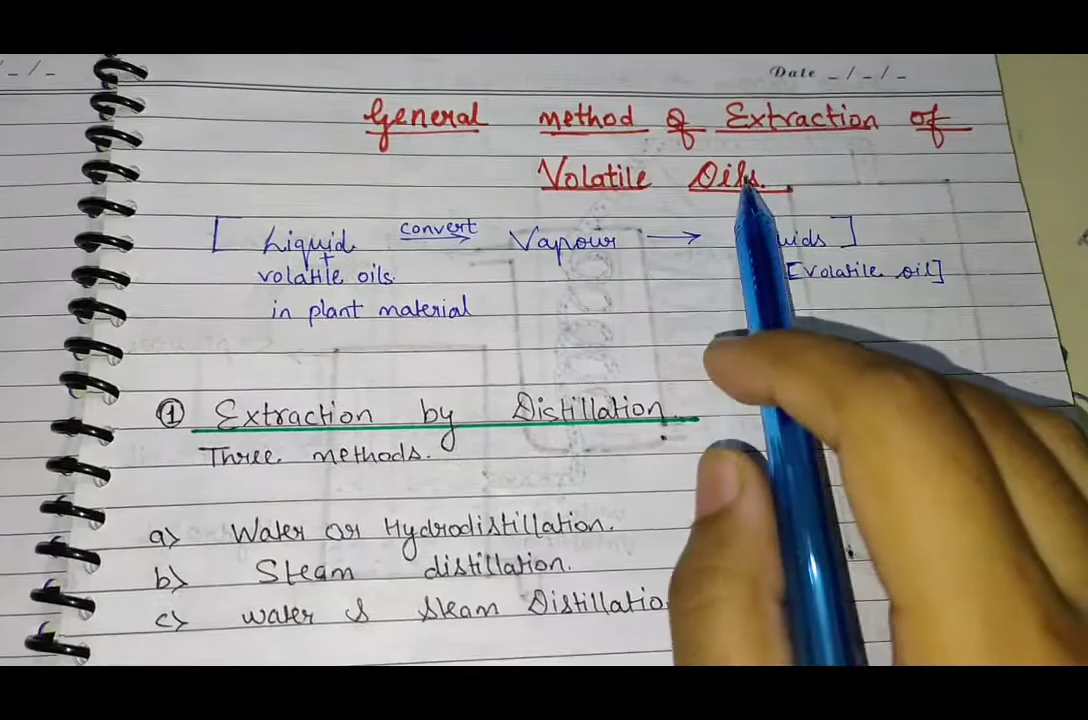 _ / _ / _
Date _ / _ / _
General method of Extraction of
Volatile Oils.
[ Liquid convert Vapour → uids ]
+
volatile oils. [volatile oil]
in plant material
① Extraction by Distillation.
Three methods.
a) Water or Hydrodistillation.
b) Steam distillation.
c) water & Steam Distillatio